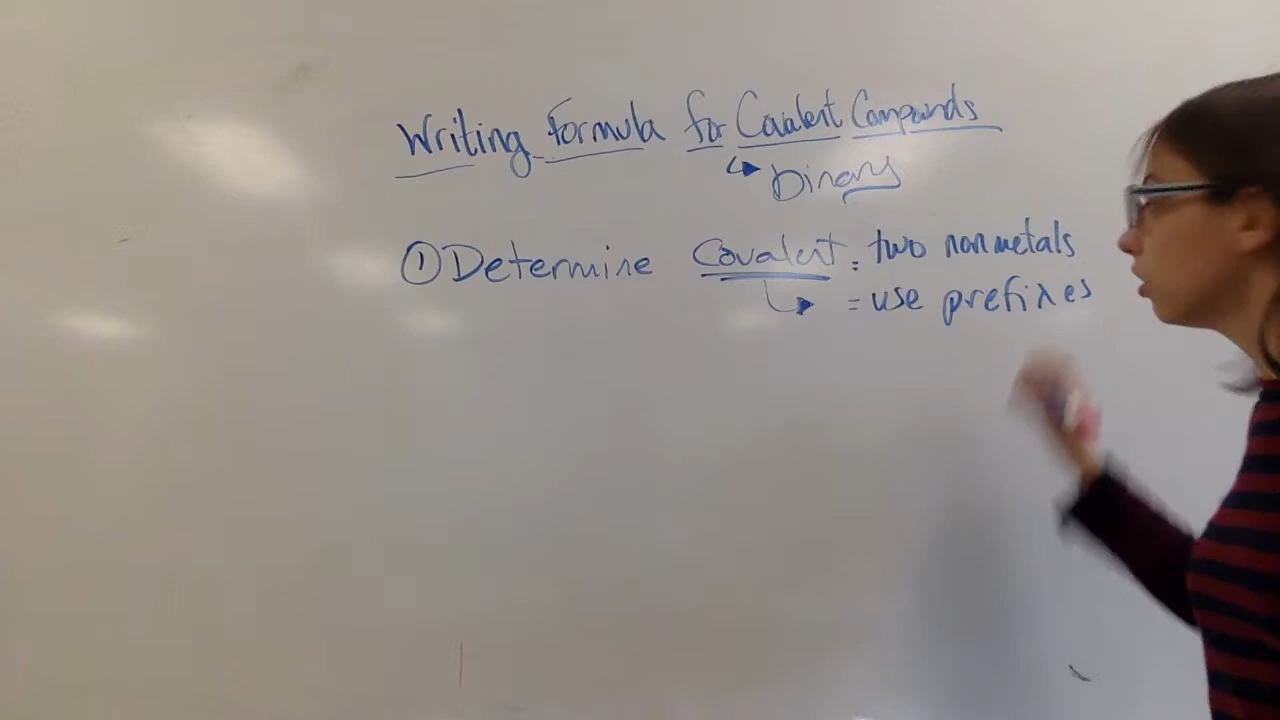 Writing Formula for Covalent Compounds
↳ binary
① Determine Covalent : two nonmetals
↳ = use prefixes